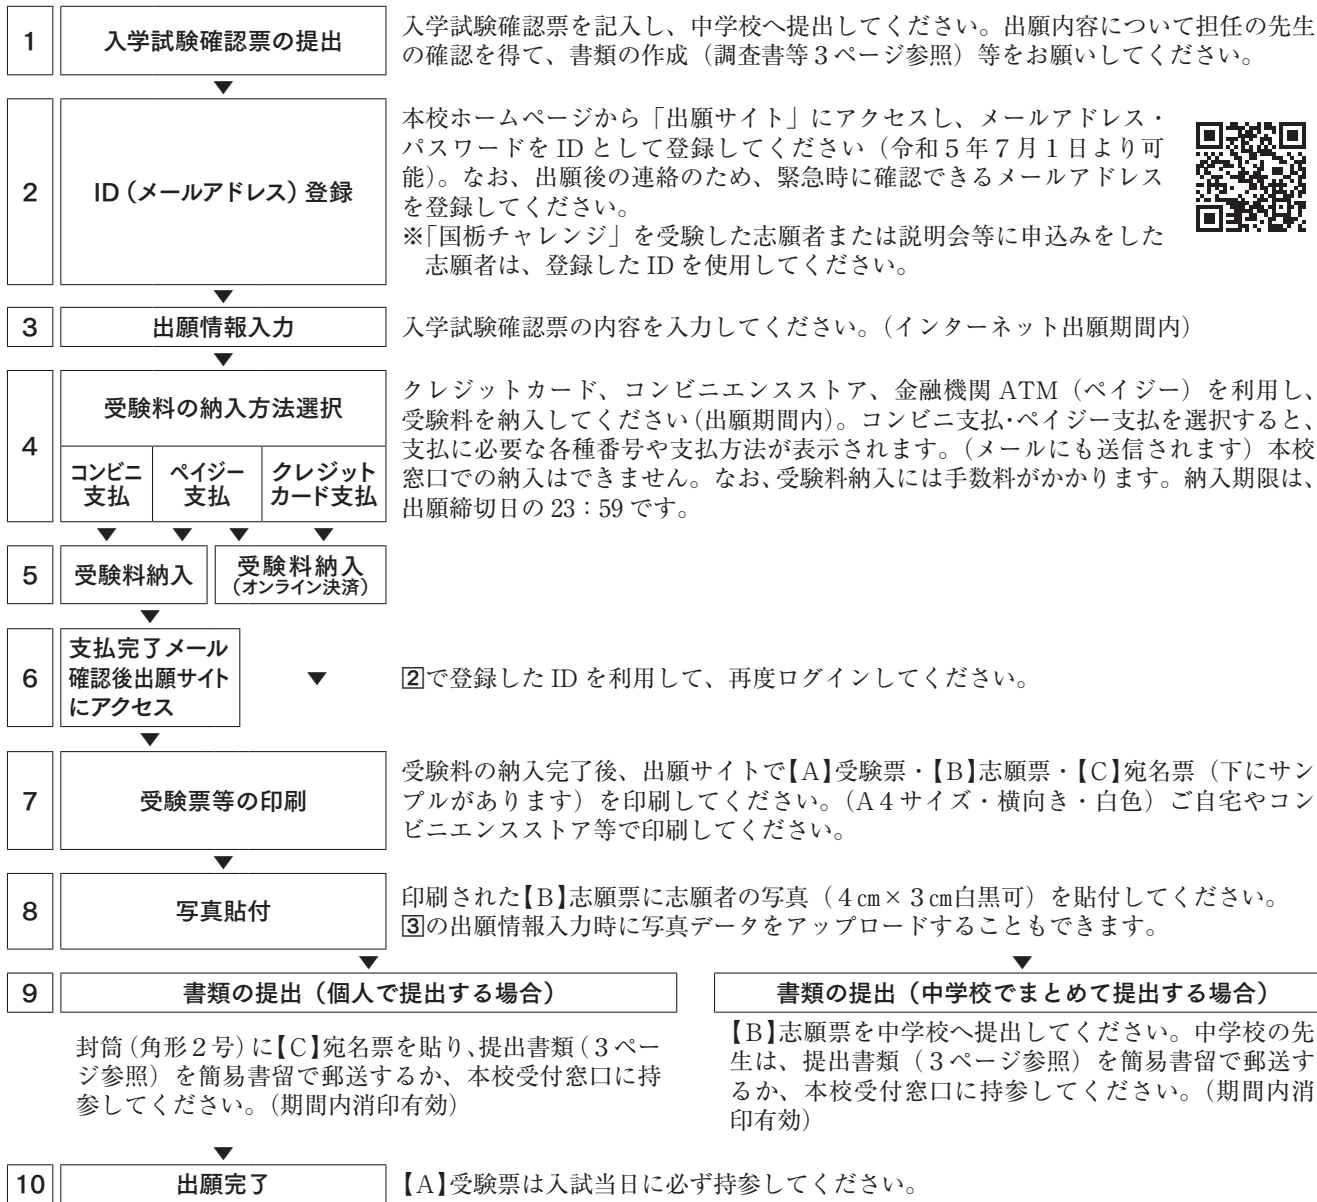 1
入学試験確認票の提出
入学試験確認票を記入し、中学校へ提出してください。出願内容について担任の先生
の確認を得て、書類の作成（調査書等３ページ参照）等をお願いしてください。
▼
2
ID（メールアドレス）登録
本校ホームページから「出願サイト」にアクセスし、メールアドレス・
パスワードを ID として登録してください（令和５年７月１日より可
能）。なお、出願後の連絡のため、緊急時に確認できるメールアドレス
を登録してください。
※「国栃チャレンジ」を受験した志願者または説明会等に申込みをした
志願者は、登録した ID を使用してください。
▼
3
出願情報入力
入学試験確認票の内容を入力してください。（インターネット出願期間内）
▼
4
受験料の納入方法選択
コンビニ
支払
ペイジー
支払
クレジット
カード支払
クレジットカード、コンビニエンスストア、金融機関 ATM（ペイジー）を利用し、
受験料を納入してください（出願期間内）。コンビニ支払・ペイジー支払を選択すると、
支払に必要な各種番号や支払方法が表示されます。（メールにも送信されます）本校
窓口での納入はできません。なお、受験料納入には手数料がかかります。納入期限は、
出願締切日の 23：59 です。
▼ ▼ ▼ ▼
5
受験料納入
受験料納入
（オンライン決済）
▼
6
支払完了メール
確認後出願サイト
にアクセス
▼
2で登録した ID を利用して、再度ログインしてください。
▼
7
受験票等の印刷
受験料の納入完了後、出願サイトで【A】受験票・【B】志願票・【C】宛名票（下にサン
プルがあります）を印刷してください。（A４サイズ・横向き・白色）ご自宅やコン
ビニエンスストア等で印刷してください。
▼
8
写真貼付
印刷された【B】志願票に志願者の写真（４㎝×３㎝白黒可）を貼付してください。
3の出願情報入力時に写真データをアップロードすることもできます。
▼ ▼
9
書類の提出（個人で提出する場合）
封筒（角形２号）に【C】宛名票を貼り、提出書類（３ペー
ジ参照）を簡易書留で郵送するか、本校受付窓口に持
参してください。（期間内消印有効）
書類の提出（中学校でまとめて提出する場合）
【B】志願票を中学校へ提出してください。中学校の先
生は、提出書類（３ページ参照）を簡易書留で郵送す
るか、本校受付窓口に持参してください。（期間内消
印有効）
▼
10
出願完了
【A】受験票は入試当日に必ず持参してください。